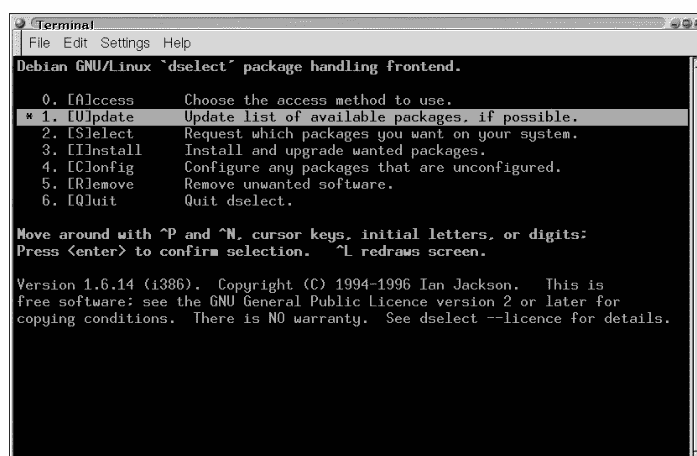 Terminal
File Edit Settings Help
Debian GNU/Linux `dselect´ package handling frontend.
0. [A]ccess Choose the access method to use.
* 1. [U]pdate Update list of available packages, if possible.
2. [S]elect Request which packages you want on your system.
3. [I]nstall Install and upgrade wanted packages.
4. [C]onfig Configure any packages that are unconfigured.
5. [R]emove Remove unwanted software.
6. [Q]uit Quit dselect.
Move around with ^P and ^N, cursor keys, initial letters, or digits;
Press <enter> to confirm selection. ^L redraws screen.
Version 1.6.14 (i386). Copyright (C) 1994-1996 Ian Jackson. This is
free software; see the GNU General Public Licence version 2 or later for
copying conditions. There is NO warranty. See dselect --licence for details.